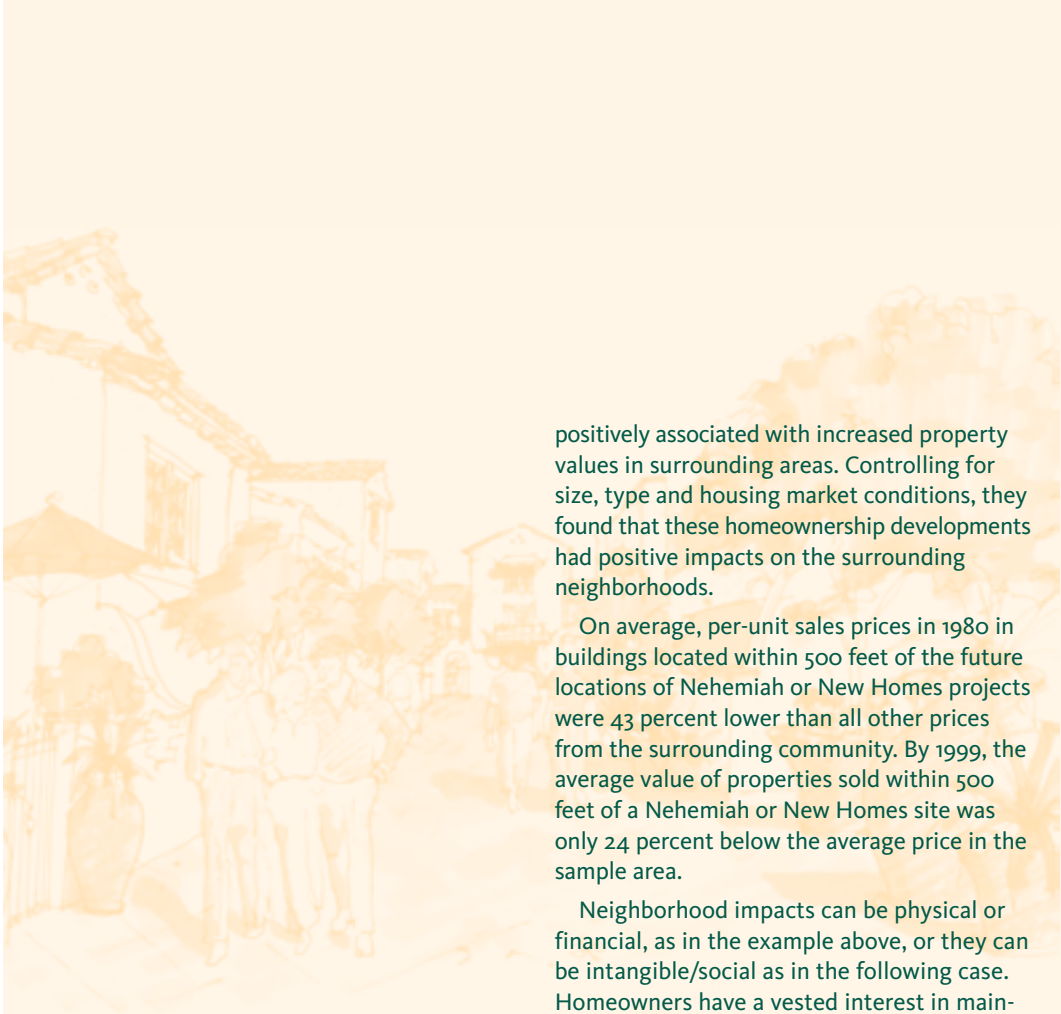 positively associated with increased property
values in surrounding areas. Controlling for
size, type and housing market conditions, they
found that these homeownership developments
had positive impacts on the surrounding
neighborhoods.
On average, per-unit sales prices in 1980 in
buildings located within 500 feet of the future
locations of Nehemiah or New Homes projects
were 43 percent lower than all other prices
from the surrounding community. By 1999, the
average value of properties sold within 500
feet of a Nehemiah or New Homes site was
only 24 percent below the average price in the
sample area.
Neighborhood impacts can be physical or
financial, as in the example above, or they can
be intangible/social as in the following case.
Homeowners have a vested interest in main-